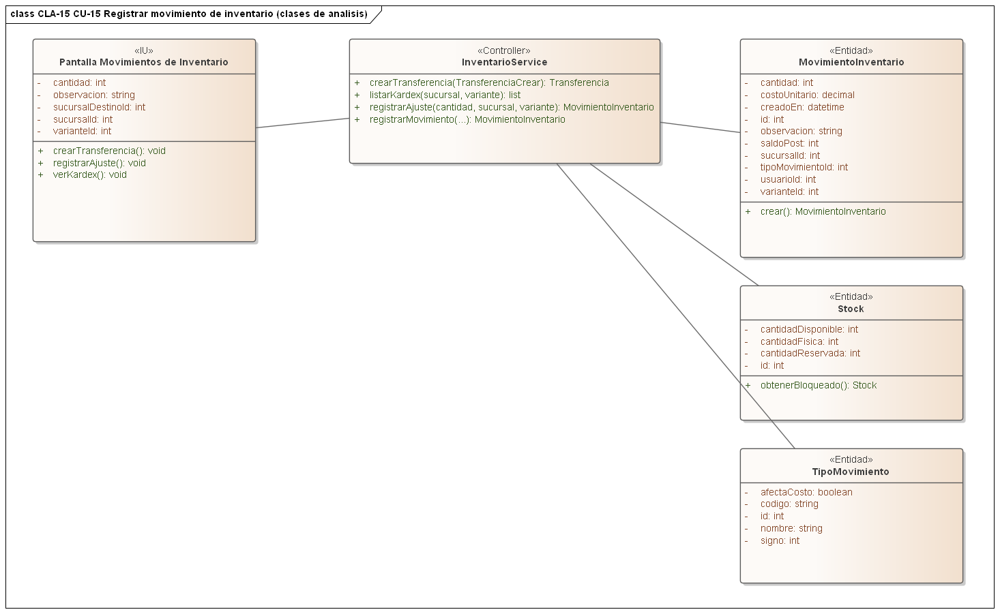 class CLA-15 CU-15 Registrar movimiento de inventario (clases de analisis)
«IU»
Pantalla Movimientos de Inventario
- cantidad: int
- observacion: string
- sucursalDestinoId: int
- sucursalId: int
- varianteId: int
+ crearTransferencia(): void
+ registrarAjuste(): void
+ verKardex(): void
«Controller»
InventarioService
+ crearTransferencia(TransferenciaCrear): Transferencia
+ listarKardex(sucursal, variante): list
+ registrarAjuste(cantidad, sucursal, variante): MovimientoInventario
+ registrarMovimiento(...): MovimientoInventario
«Entidad»
MovimientoInventario
- cantidad: int
- costoUnitario: decimal
- creadoEn: datetime
- id: int
- observacion: string
- saldoPost: int
- sucursalId: int
- tipoMovimientoId: int
- usuarioId: int
- varianteId: int
+ crear(): MovimientoInventario
«Entidad»
Stock
- cantidadDisponible: int
- cantidadFisica: int
- cantidadReservada: int
- id: int
+ obtenerBloqueado(): Stock
«Entidad»
TipoMovimiento
- afectaCosto: boolean
- codigo: string
- id: int
- nombre: string
- signo: int